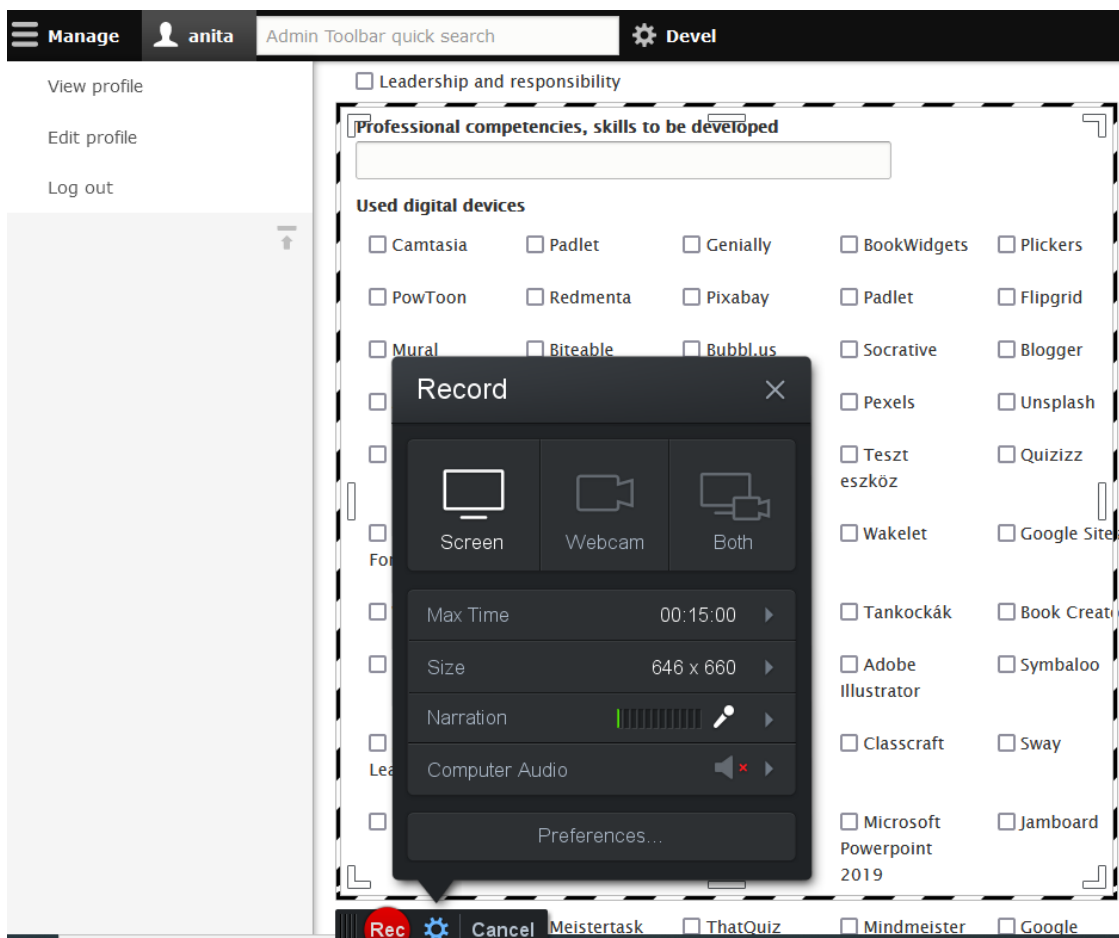 Manage anita Admin Toolbar quick search Devel
View profile
Edit profile
Log out
Leadership and responsibility
Professional competencies, skills to be developed
Used digital devices
Camtasia Padlet Genially BookWidgets Plickers
PowToon Redmenta Pixabay Padlet Flipgrid
Mural Biteable Bubbl.us Socrative Blogger
Pexels Unsplash
Teszt Quizizz
eszköz
Wakelet Google Sites
Tankockák
Book
Adobe Symbaloo
Illustrator
Classcraft Sway
Microsoft Jamboard
Powerpoint
2019
Record
Screen Webcam Both
Max Time 00:15:00
Size 646 x 660
Narration
Computer Audio
Preferences...
Rec Cancel Meistertask ThatQuiz Mindmeister Google